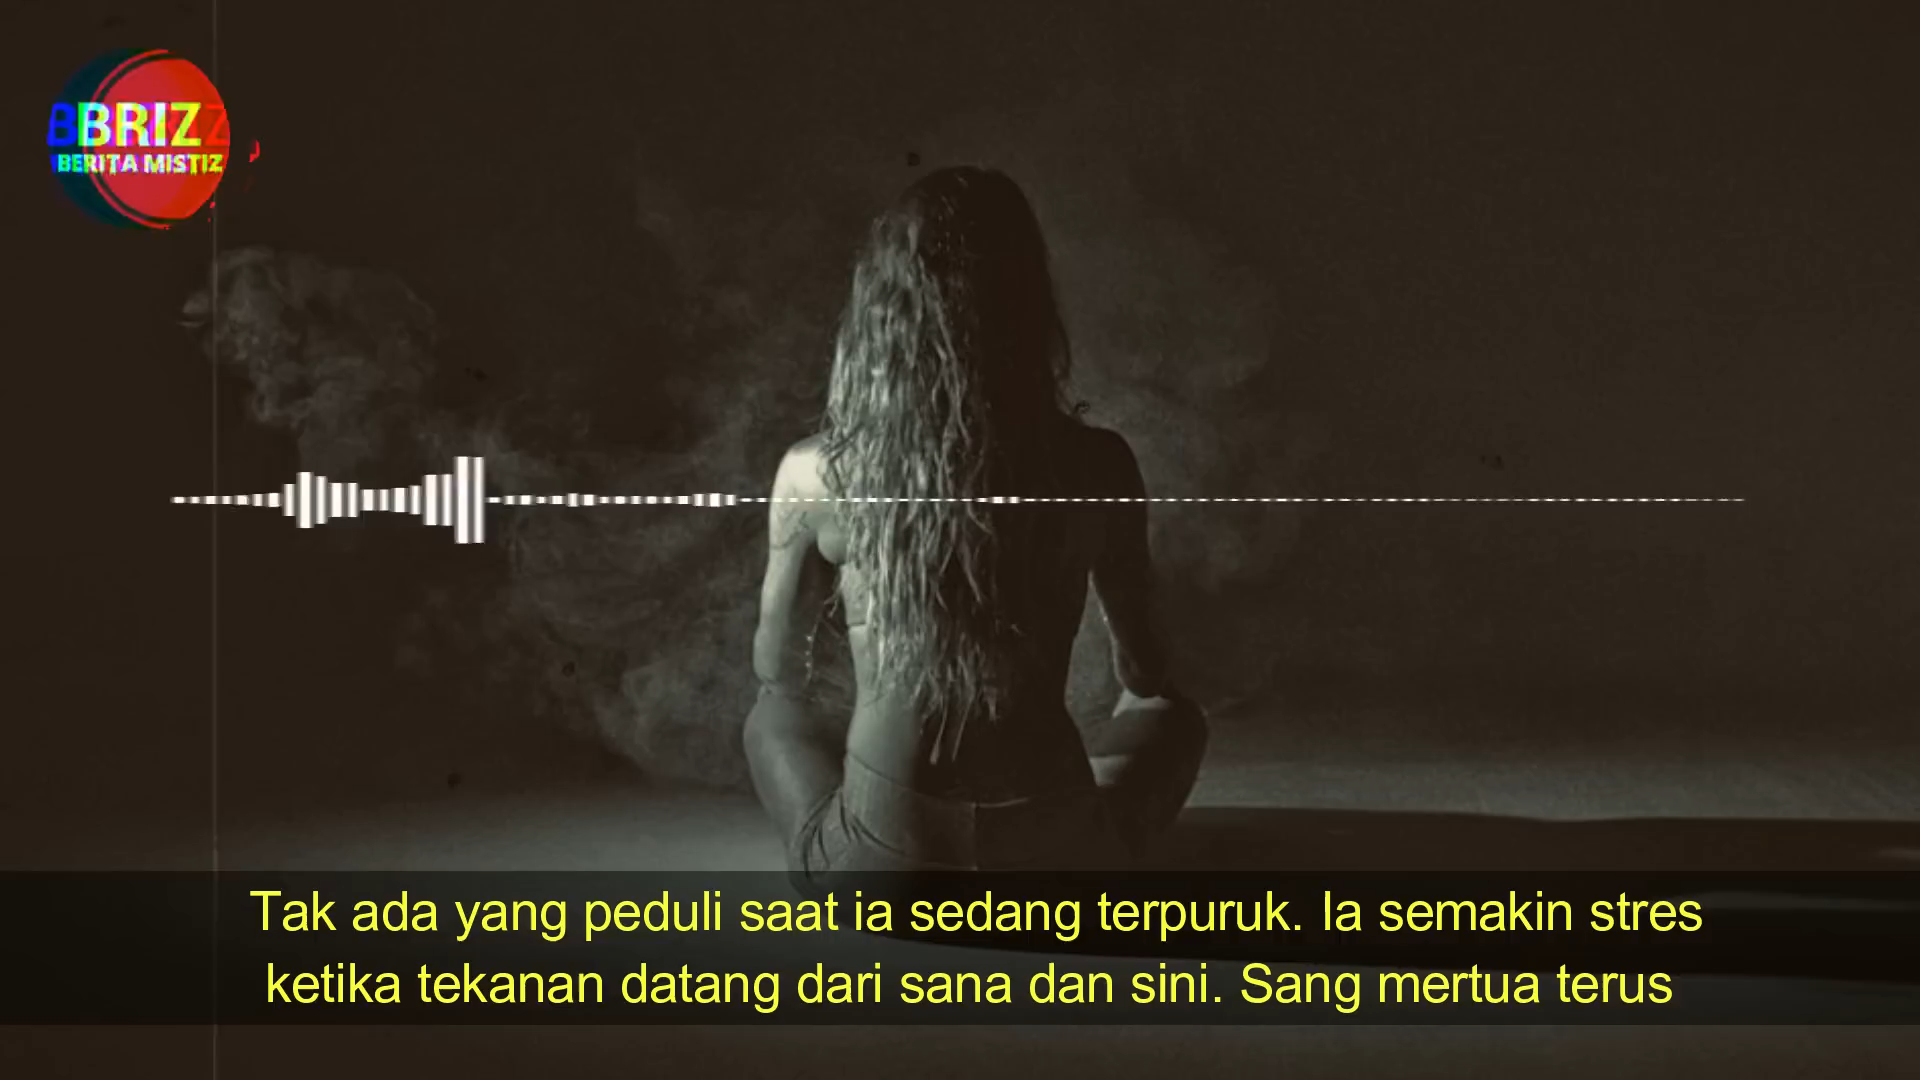 BRIZ
BERITA MISTIZ
Tak ada yang peduli saat ia sedang terpuruk. Ia semakin stres
ketika tekanan datang dari sana dan sini. Sang mertua terus